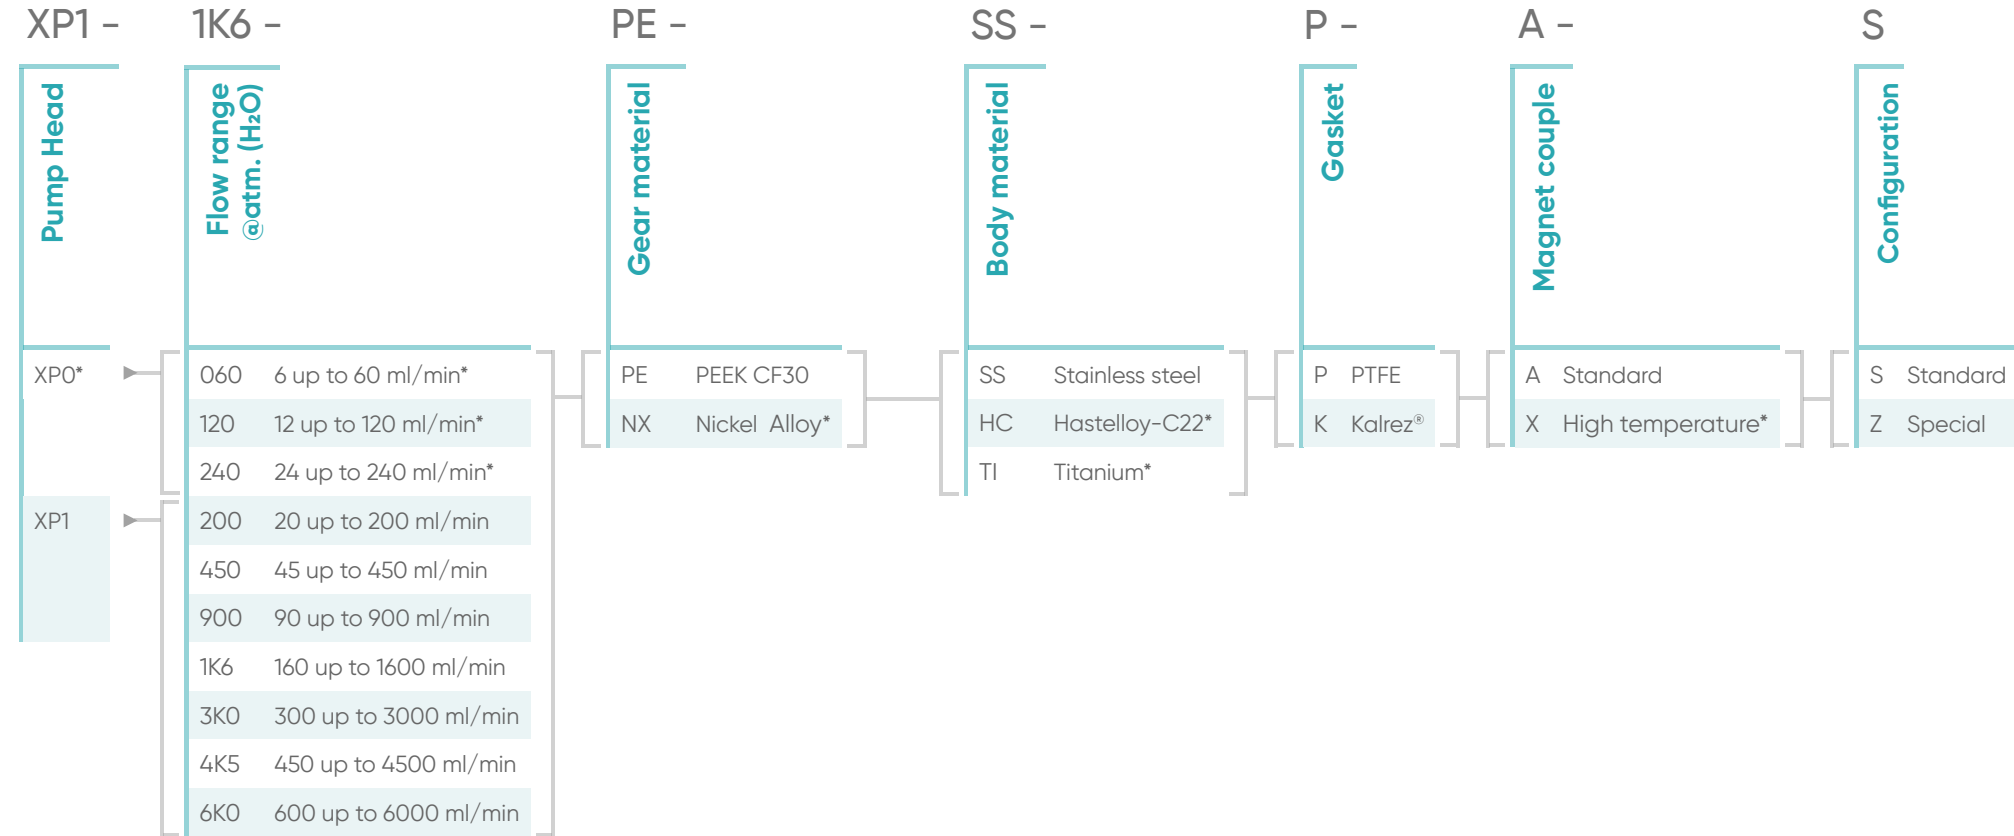 XP1 - 1K6 - PE - SS - P - A - S
Pump Head
Flow range
@atm. (H₂O)
Gear material
Body material
Gasket
Magnet couple
Configuration
XP0*
XP1
060 6 up to 60 ml/min*
120 12 up to 120 ml/min*
240 24 up to 240 ml/min*
200 20 up to 200 ml/min
450 45 up to 450 ml/min
900 90 up to 900 ml/min
1K6 160 up to 1600 ml/min
3K0 300 up to 3000 ml/min
4K5 450 up to 4500 ml/min
6K0 600 up to 6000 ml/min
PE PEEK CF30
NX Nickel Alloy*
SS Stainless steel
HC Hastelloy-C22*
TI Titanium*
P PTFE
K Kalrez®
A Standard
X High temperature*
S Standard
Z Special